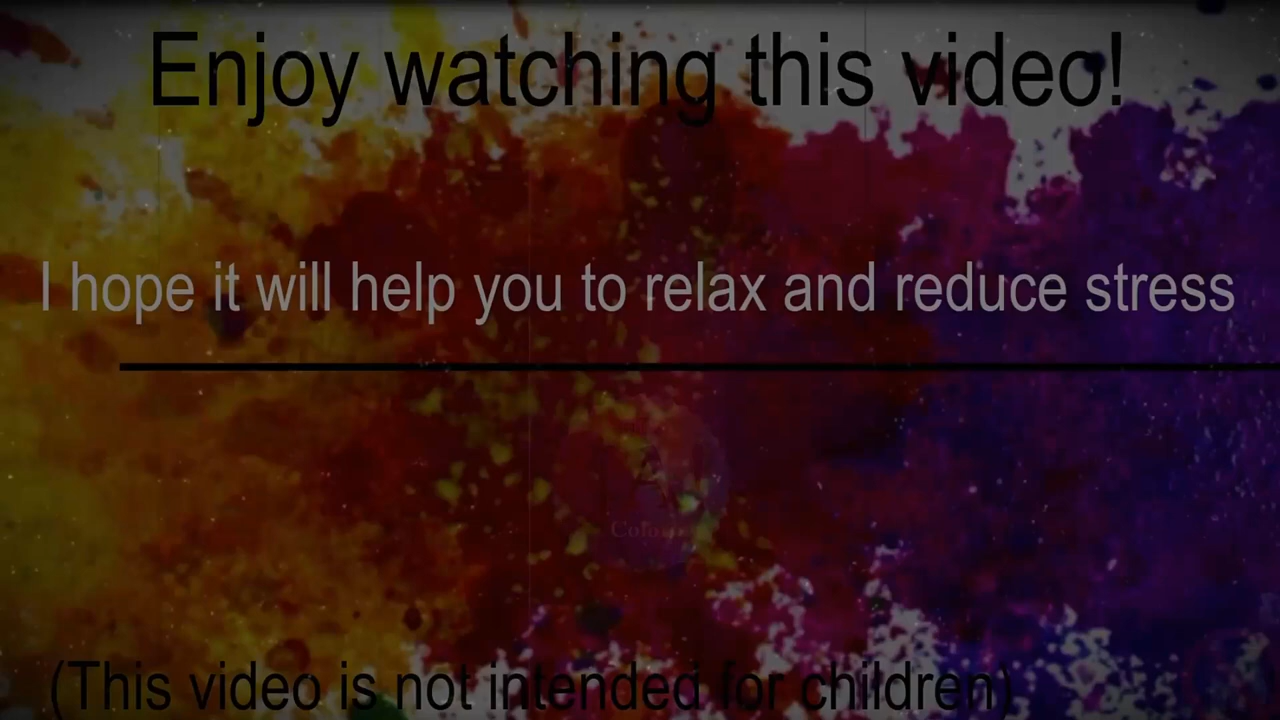 Enjoy watching this video!
I hope it will help you to relax and reduce stress
(This video is not intended for children)